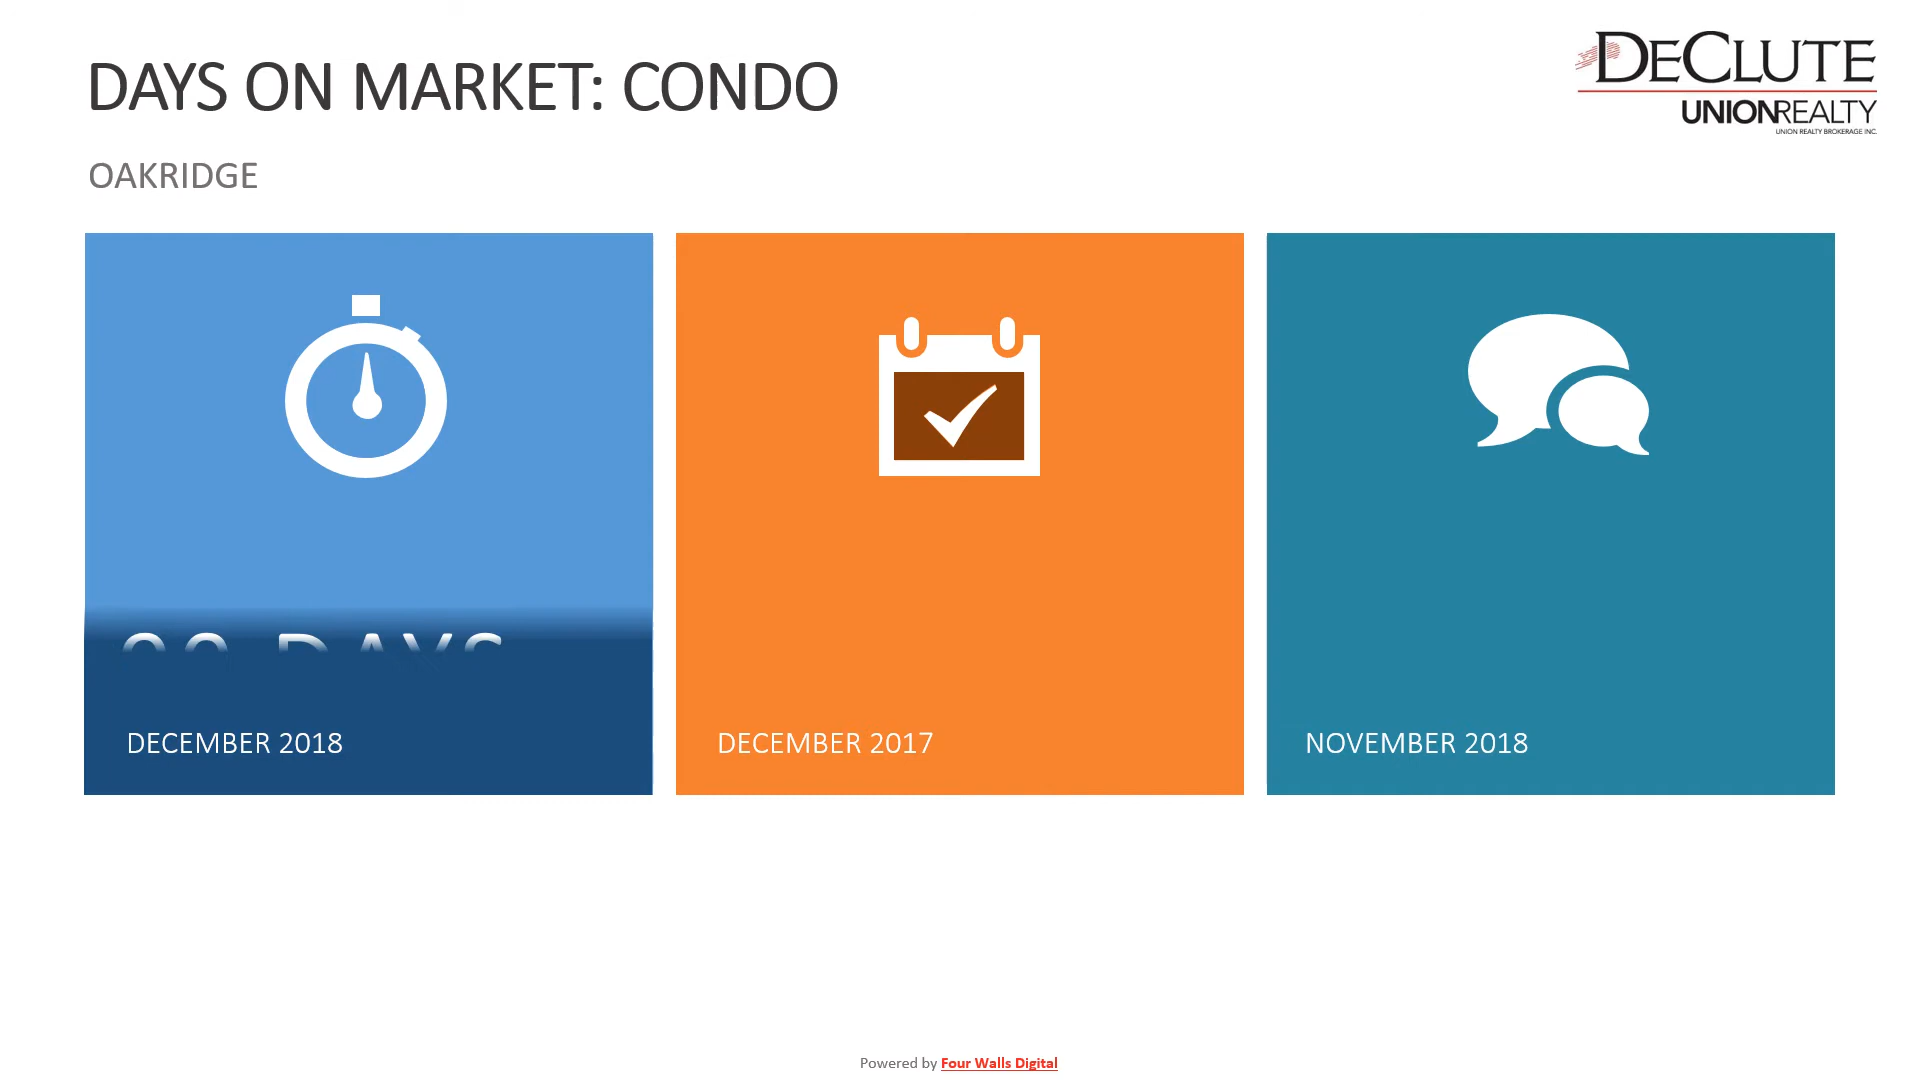 DAYS ON MARKET: CONDO
DECLUTE
UNIONREALTY
UNION REALTY BROKERAGE INC.
OAKRIDGE
DAYS
DECEMBER 2018
DECEMBER 2017
NOVEMBER 2018
Powered by Four Walls Digital